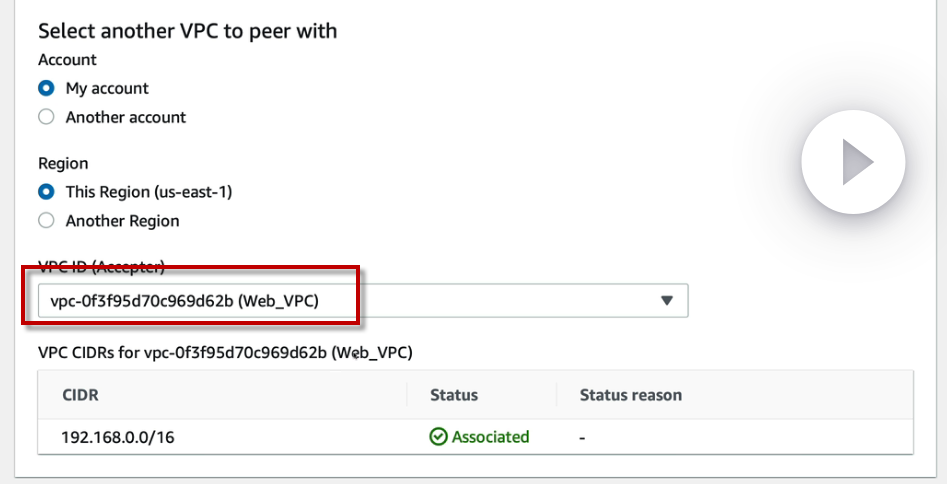 Select another VPC to peer with
Account
My account
Another account
Region
This Region (us-east-1)
Another Region
VPC ID (Accepter)
vpc-0f3f95d70c969d62b (Web_VPC)
VPC CIDRs for vpc-0f3f95d70c969d62b (Web_VPC)
CIDR Status Status reason
192.168.0.0/16 Associated -